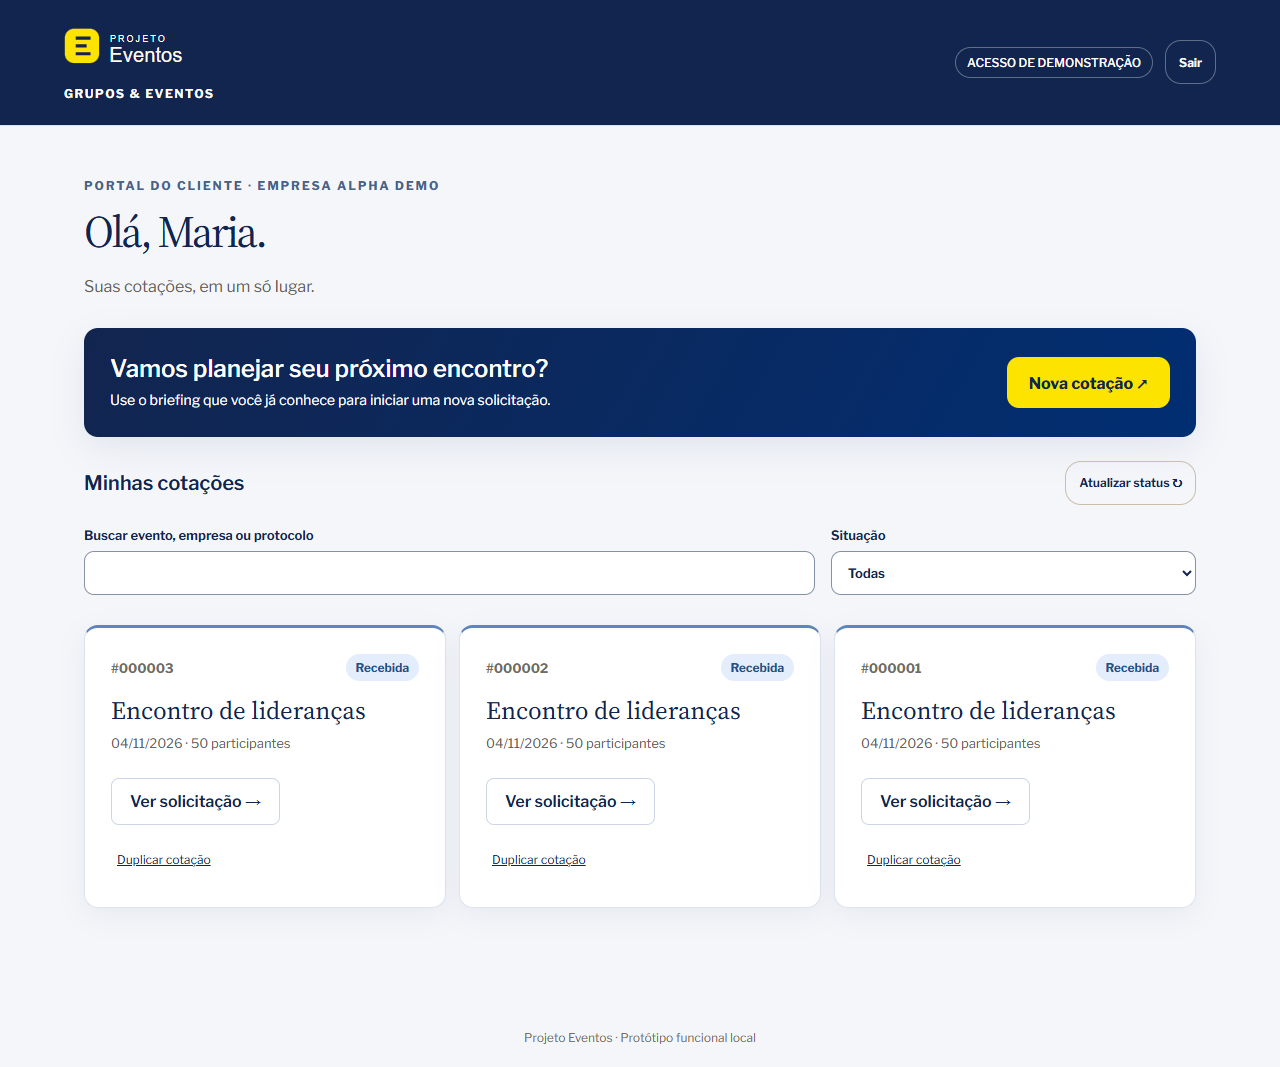 PROJETO
Eventos
GRUPOS & EVENTOS
ACESSO DE DEMONSTRAÇÃO
Sair
PORTAL DO CLIENTE · EMPRESA ALPHA DEMO
Olá, Maria.
Suas cotações, em um só lugar.
Vamos planejar seu próximo encontro?
Use o briefing que você já conhece para iniciar uma nova solicitação.
Nova cotação ↗
Minhas cotações
Atualizar status ↻
Buscar evento, empresa ou protocolo
Situação
Todas
#000003
Recebida
Encontro de lideranças
04/11/2026 · 50 participantes
Ver solicitação →
Duplicar cotação
#000002
Recebida
Encontro de lideranças
04/11/2026 · 50 participantes
Ver solicitação →
Duplicar cotação
#000001
Recebida
Encontro de lideranças
04/11/2026 · 50 participantes
Ver solicitação →
Duplicar cotação
Projeto Eventos · Protótipo funcional local